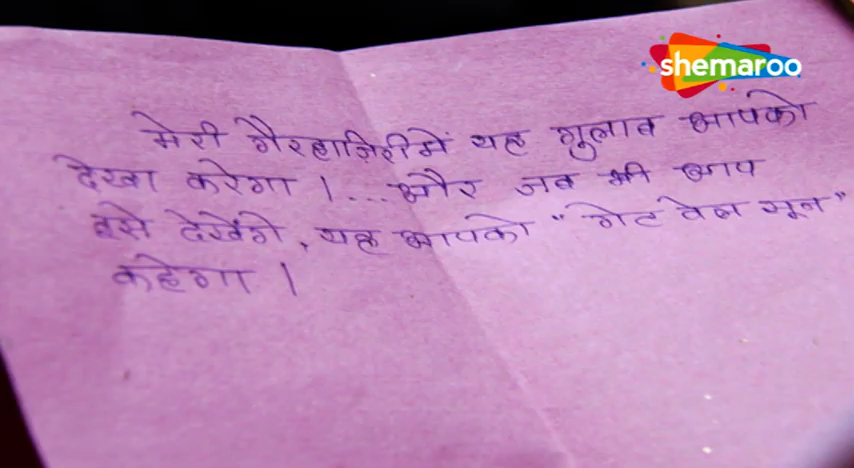 shemaroo
मेरी गैरहाज़िरीमें यह गुलाब आपको
देखा करेगा ।...और जब भी आप
इसे देखेंगे, यह आपको "गेट वेल सून"
कहेगा ।